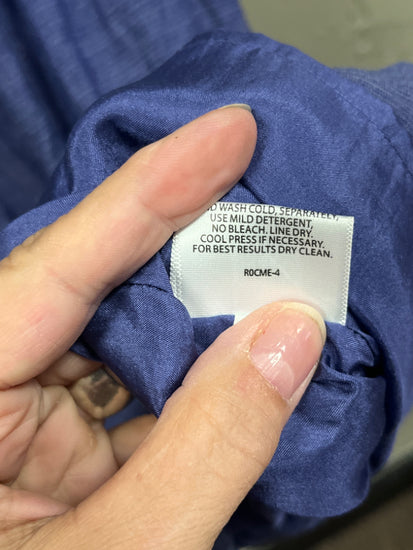 WASH COLD, SEPARATELY,
USE MILD DETERGENT,
NO BLEACH. LINE DRY.
COOL PRESS IF NECESSARY.
FOR BEST RESULTS DRY CLEAN.
R0CME-4